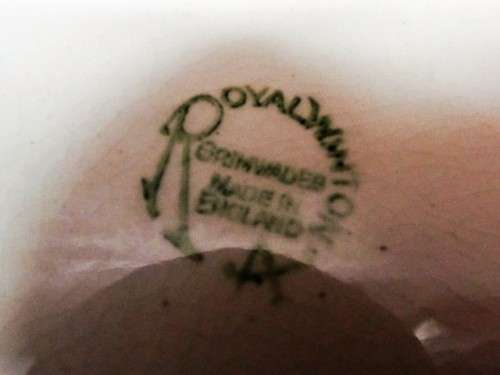 ROYAL WINTON
GRIMWADES
MADE IN
ENGLAND
A